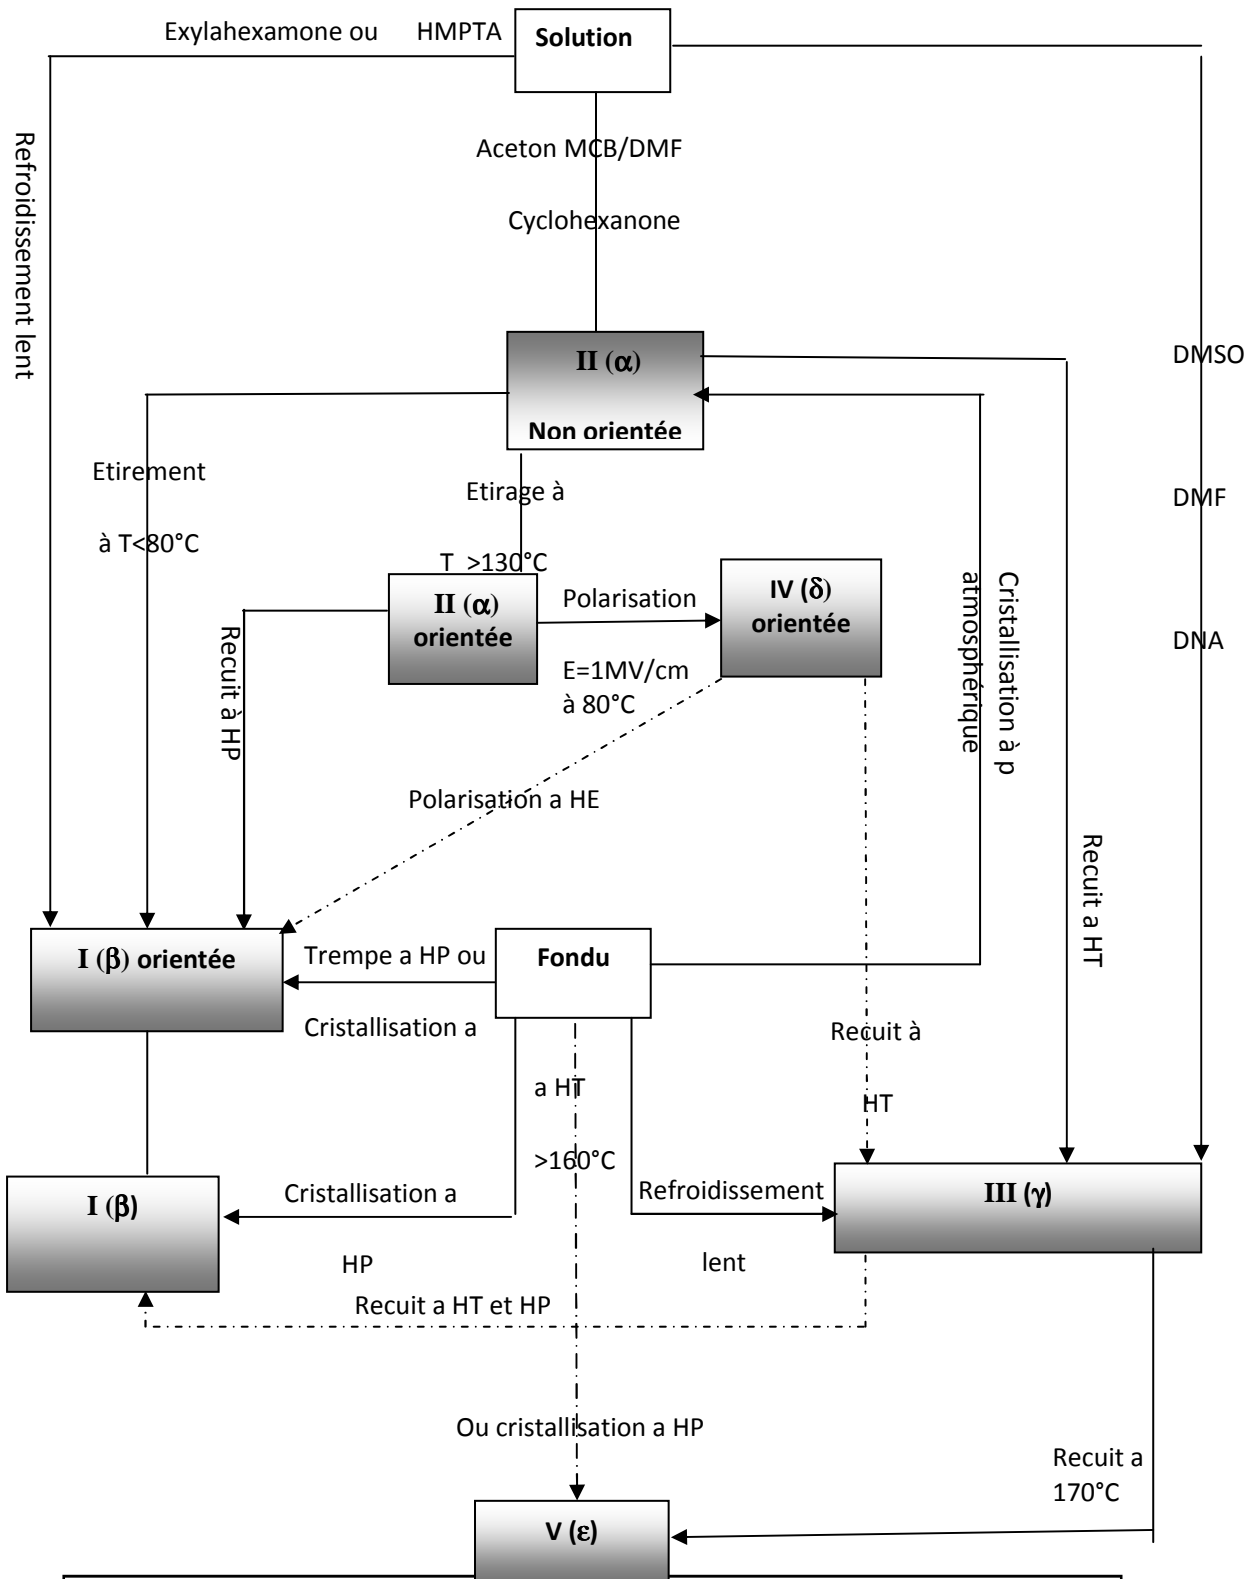 Exylahexamone ou HMPTA
Solution
Refroidissement lent
Aceton MCB/DMF
Cyclohexanone
II (α)
Non orientée
DMSO
Etirement
à T<80°C
Etirage à
T >130°C
DMF
II (α)
orientée
Polarisation
E=1MV/cm
à 80°C
IV (δ)
orientée
Cristallisation à p
atmosphérique
DNA
Recuit à HP
Polarisation a HE
Recuit a HT
I (β) orientée
Trempe a HP ou
Cristallisation a
Fondu
Recuit à
HT
a HT
>160°C
I (β)
Cristallisation a
HP
Refroidissement
lent
III (γ)
Recuit a HT et HP
Ou cristallisation a HP
Recuit a
170°C
V (ε)